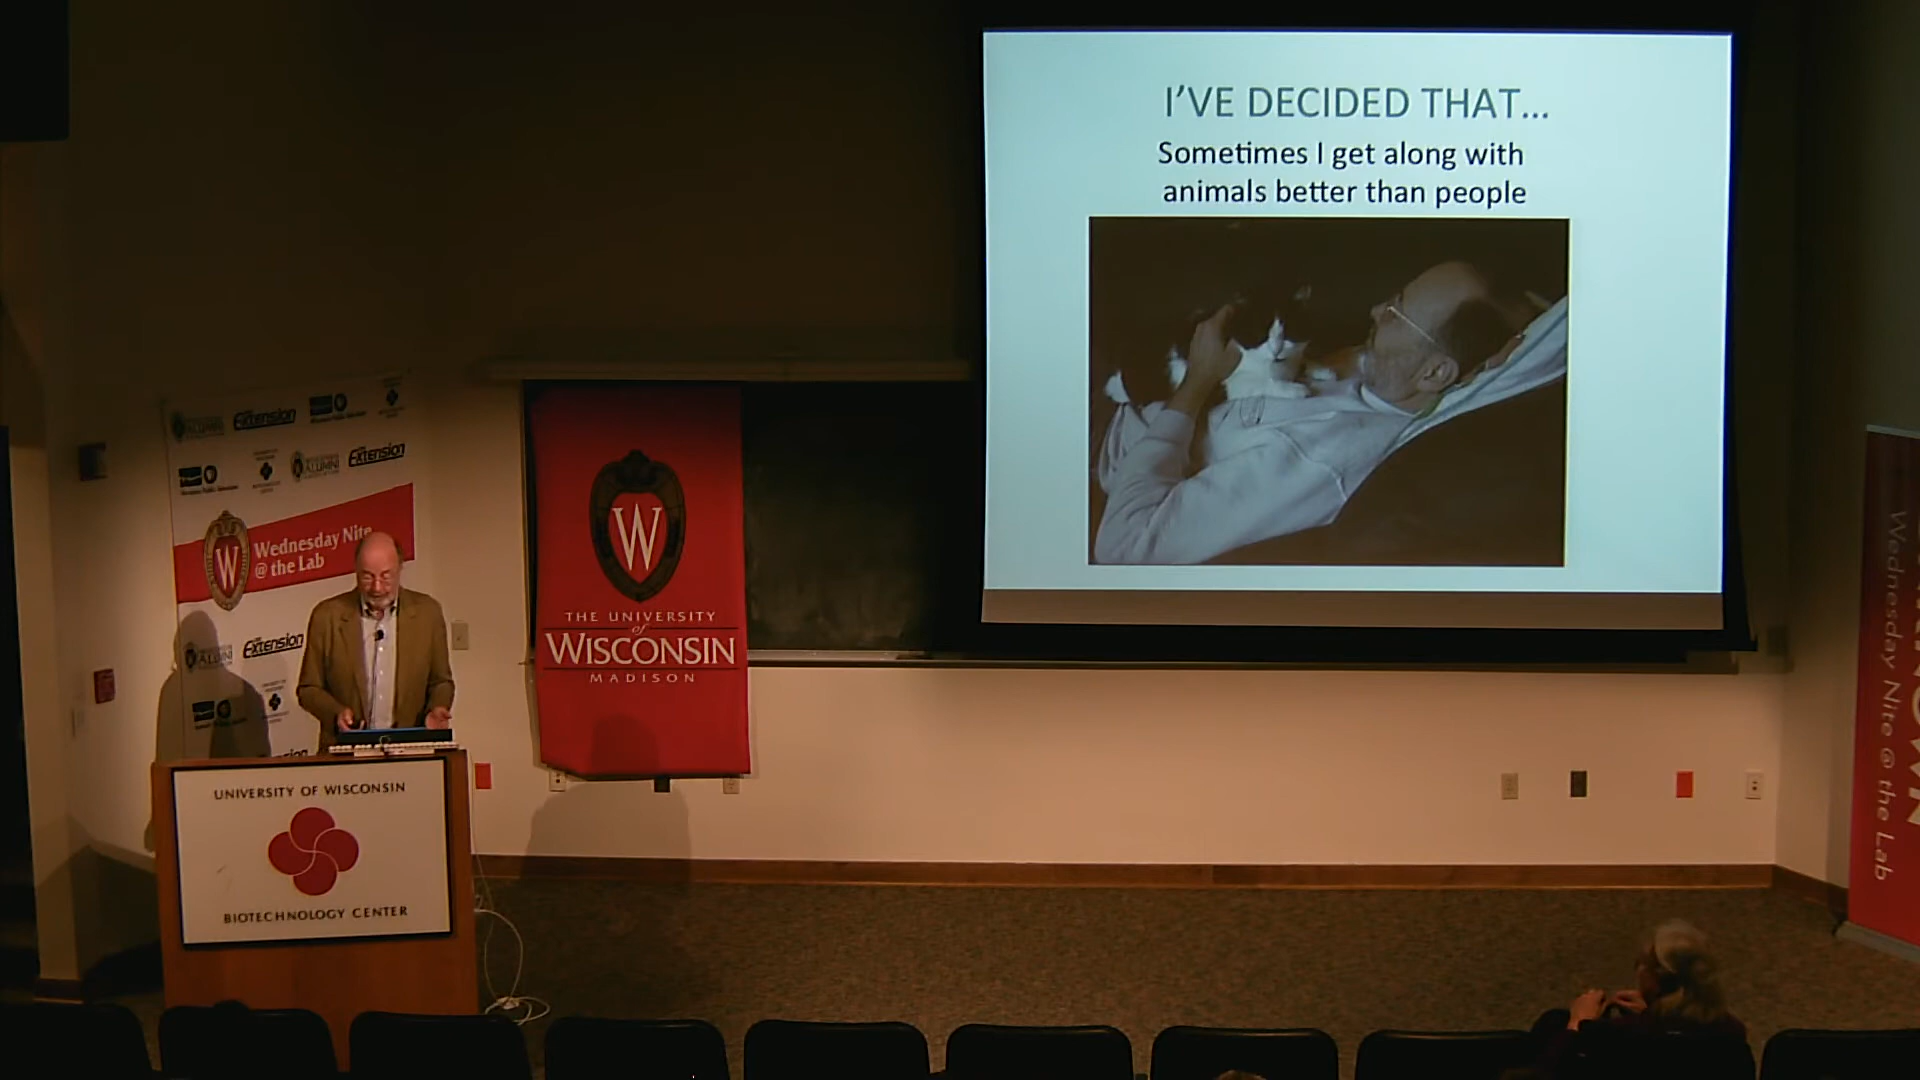 I'VE DECIDED THAT...
Sometimes I get along with
animals better than people
Extension
ALUMNI
Extension
W
Wednesday Nite
@ the Lab
Extension
W
THE UNIVERSITY
of
WISCONSIN
MADISON
UNIVERSITY OF WISCONSIN
BIOTECHNOLOGY CENTER
Wednesday Nite @ the Lab